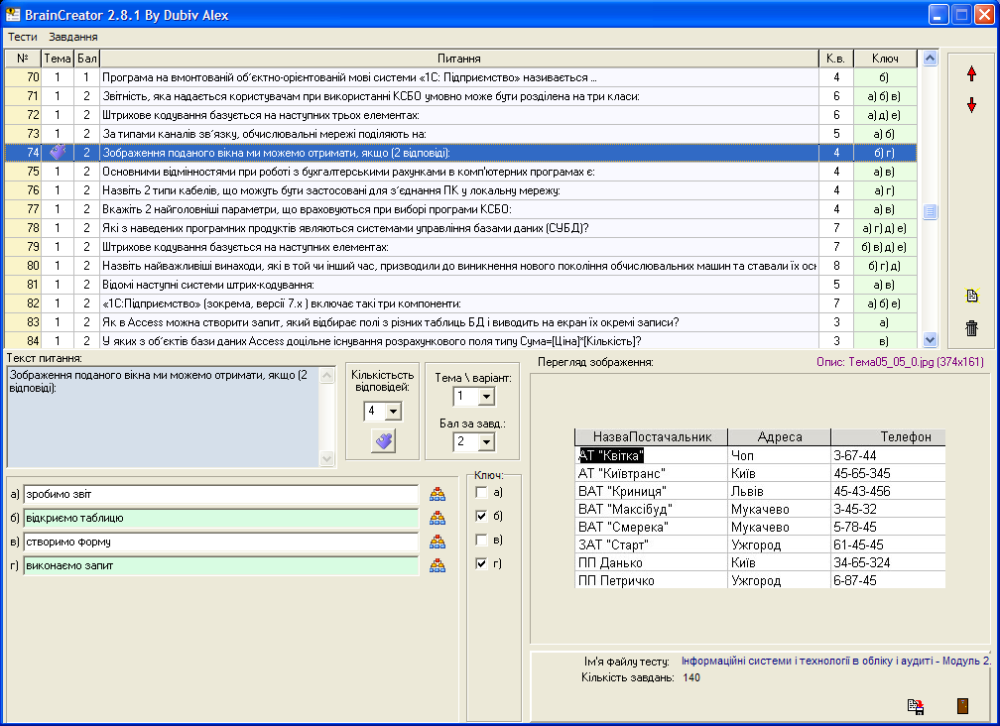 BrainCreator 2.8.1 By Dubiv Alex
Тести Завдання
№ Тема Бал Питання К.в. Ключ
70 1 1 Програма на вмонтованій об´єктно-орієнтованій мові системи «1С: Підприємство» називається ... 4 б)
71 1 2 Звітність, яка надається користувачам при використанні КСБО умовно може бути розділена на три класи: 6 а) б) в)
72 1 2 Штрихове кодування базується на наступних трьох елементах: 6 а) д) е)
73 1 2 За типами каналів зв´язку, обчислювальні мережі поділяють на: 5 а) б)
74 2 Зображення поданого вікна ми можемо отримати, якщо (2 відповіді): 4 б) г)
75 1 2 Основними відмінностями при роботі з бухгалтерськими рахунками в комп'ютерних програмах є: 4 а) в)
76 1 2 Назвіть 2 типи кабелів, що можуть бути застосовані для з´єднання ПК у локальну мережу: 4 а) г)
77 1 2 Вкажіть 2 найголовніші параметри, що враховуються при виборі програми КСБО: 4 а) в)
78 1 2 Які з наведених програмних продуктів являються системами управління базами даних (СУБД)? 7 а) г) д) е)
79 1 2 Штрихове кодування базується на наступних елементах: 7 б) в) д) е)
80 1 2 Назвіть найважливіші винаходи, які в той чи інший час, призводили до виникнення нового покоління обчислювальних машин та ставали їх осн 8 б) г) д)
81 1 2 Відомі наступні системи штрих-кодування: 5 а) в)
82 1 2 «1С:Підприємство» (зокрема, версії 7.х ) включає такі три компоненти: 7 а) б) е)
83 1 2 Як в Access можна створити запит, який відбирає полі з різних таблиць БД і виводить на екран їх окремі записи? 3 а)
84 1 2 У яких з об´єктів бази даних Access доцільне існування розрахункового поля типу Сума=[Ціна]*[Кількість]? 3 в)
Текст питання:
Зображення поданого вікна ми можемо отримати, якщо (2
відповіді):
Кількістьсть
відповідей:
4
Тема \ варіант:
1
Бал за завд.:
2
а) зробимо звіт
б) відкриємо таблицю
в) створимо форму
г) виконаємо запит
Ключ:
а)
б)
в)
г)
Перегляд зображення: Опис: Тема05_05_0.jpg (374x161)
НазваПостачальник Адреса Телефон
АТ "Квітка" Чоп 3-67-44
АТ "Київтранс" Київ 45-65-345
ВАТ "Криниця" Львів 45-43-456
ВАТ "Максібуд" Мукачево 3-45-32
ВАТ "Смерека" Мукачево 5-78-45
ЗАТ "Старт" Ужгород 61-45-45
ПП Данько Київ 34-65-324
ПП Петричко Ужгород 6-87-45
Ім'я файлу тесту: Інформаційні системи і технології в обліку і аудиті - Модуль 2.
Кількість завдань: 140